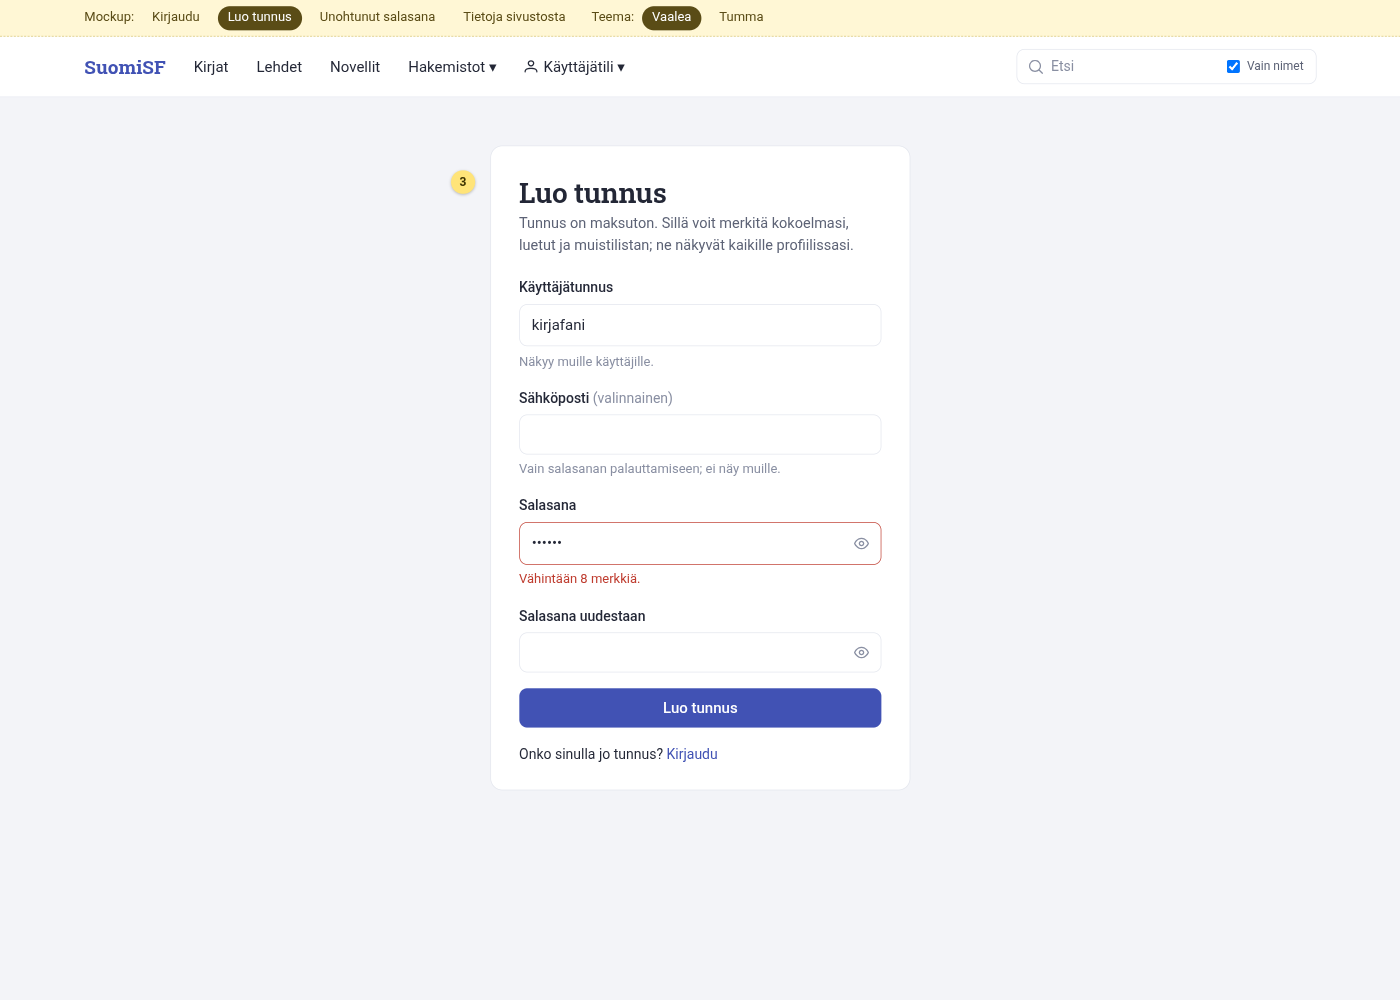 Mockup: Kirjaudu Luo tunnus Unohtunut salasana Tietoja sivustosta Teema: Vaalea Tumma
SuomiSF Kirjat Lehdet Novellit Hakemistot ▾ Käyttäjätili ▾ Etsi Vain nimet
3
Luo tunnus
Tunnus on maksuton. Sillä voit merkitä kokoelmasi,
luetut ja muistilistan; ne näkyvät kaikille profiilissasi.
Käyttäjätunnus
kirjafani
Näkyy muille käyttäjille.
Sähköposti (valinnainen)
Vain salasanan palauttamiseen; ei näy muille.
Salasana
••••••
Vähintään 8 merkkiä.
Salasana uudestaan
Luo tunnus
Onko sinulla jo tunnus? Kirjaudu